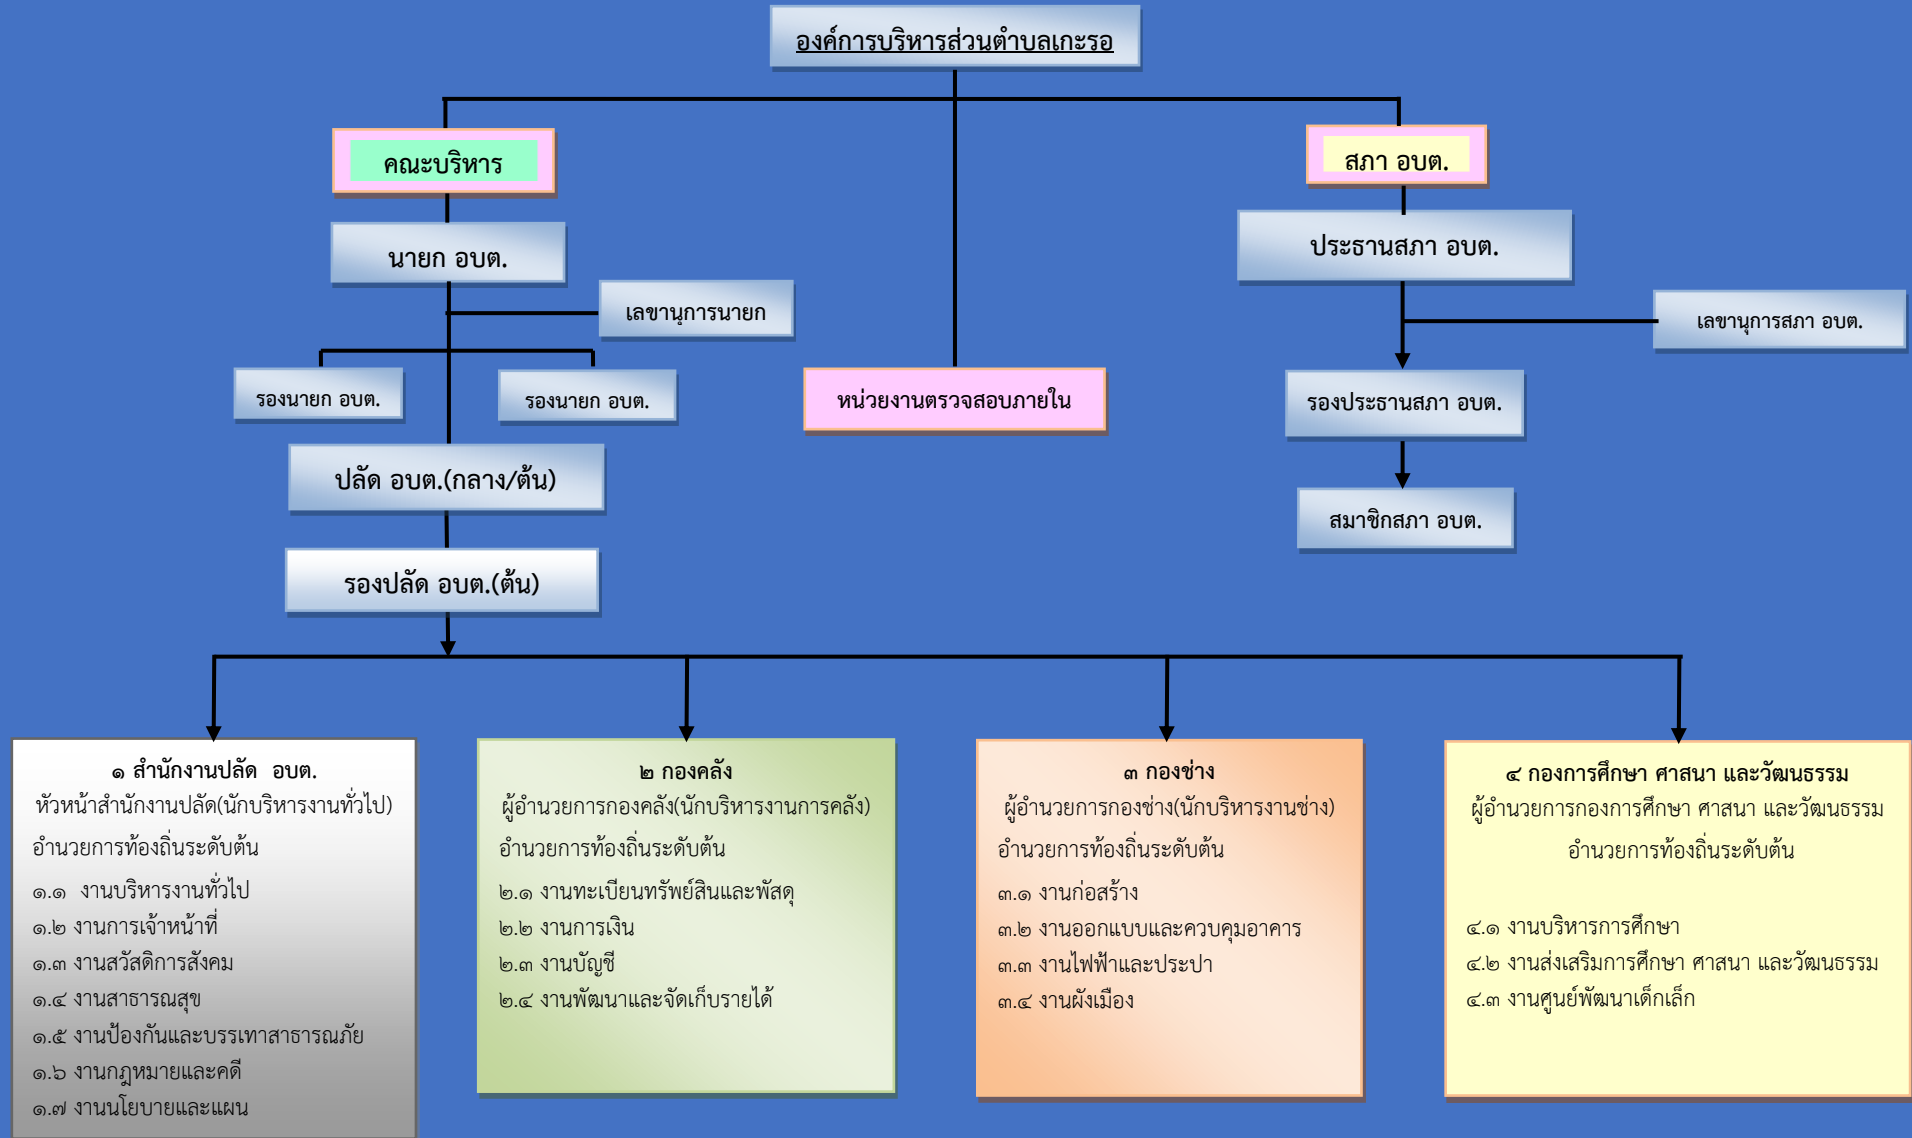 องค์การบริหารส่วนตำบลเกะรอ
คณะบริหาร
สภา อบต.
นายก อบต.
ประธานสภา อบต.
เลขานุการนายก
เลขานุการสภา อบต.
รองนายก อบต.
รองนายก อบต.
หน่วยงานตรวจสอบภายใน
รองประธานสภา อบต.
ปลัด อบต.(กลาง/ต้น)
สมาชิกสภา อบต.
รองปลัด อบต.(ต้น)
๑ สำนักงานปลัด อบต.
หัวหน้าสำนักงานปลัด(นักบริหารงานทั่วไป)
อำนวยการท้องถิ่นระดับต้น
๑.๑ งานบริหารงานทั่วไป
๑.๒ งานการเจ้าหน้าที่
๑.๓ งานสวัสดิการสังคม
๑.๔ งานสาธารณสุข
๑.๕ งานป้องกันและบรรเทาสาธารณภัย
๑.๖ งานกฎหมายและคดี
๑.๗ งานนโยบายและแผน
๒ กองคลัง
ผู้อำนวยการกองคลัง(นักบริหารงานการคลัง)
อำนวยการท้องถิ่นระดับต้น
๒.๑ งานทะเบียนทรัพย์สินและพัสดุ
๒.๒ งานการเงิน
๒.๓ งานบัญชี
๒.๔ งานพัฒนาและจัดเก็บรายได้
๓ กองช่าง
ผู้อำนวยการกองช่าง(นักบริหารงานช่าง)
อำนวยการท้องถิ่นระดับต้น
๓.๑ งานก่อสร้าง
๓.๒ งานออกแบบและควบคุมอาคาร
๓.๓ งานไฟฟ้าและประปา
๓.๔ งานผังเมือง
๔ กองการศึกษา ศาสนา และวัฒนธรรม
ผู้อำนวยการกองการศึกษา ศาสนา และวัฒนธรรม
อำนวยการท้องถิ่นระดับต้น
๔.๑ งานบริหารการศึกษา
๔.๒ งานส่งเสริมการศึกษา ศาสนา และวัฒนธรรม
๔.๓ งานศูนย์พัฒนาเด็กเล็ก